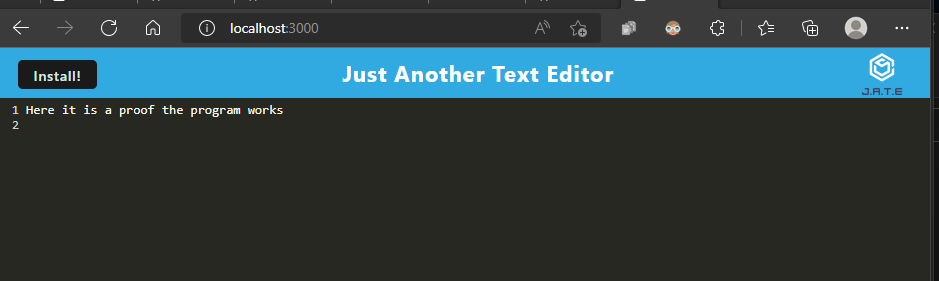 localhost:3000
Install!
Just Another Text Editor
J.A.T.E
1 Here it is a proof the program works
2